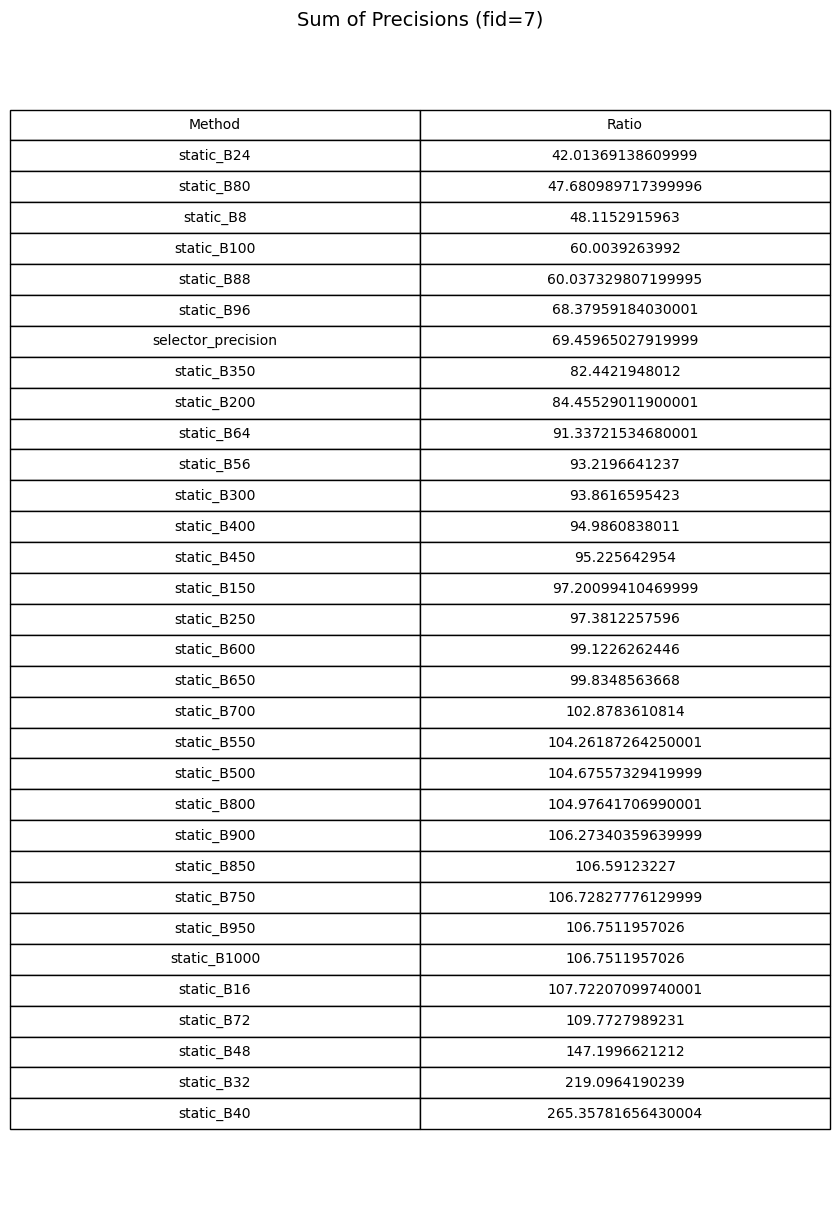 Sum of Precisions (fid=7)
Method Ratio
static_B24 42.01369138609999
static_B80 47.680989717399996
static_B8 48.1152915963
static_B100 60.0039263992
static_B88 60.037329807199995
static_B96 68.37959184030001
selector_precision 69.45965027919999
static_B350 82.4421948012
static_B200 84.45529011900001
static_B64 91.33721534680001
static_B56 93.2196641237
static_B300 93.8616595423
static_B400 94.9860838011
static_B450 95.225642954
static_B150 97.20099410469999
static_B250 97.3812257596
static_B600 99.1226262446
static_B650 99.8348563668
static_B700 102.8783610814
static_B550 104.26187264250001
static_B500 104.67557329419999
static_B800 104.97641706990001
static_B900 106.27340359639999
static_B850 106.59123227
static_B750 106.72827776129999
static_B950 106.7511957026
static_B1000 106.7511957026
static_B16 107.72207099740001
static_B72 109.7727989231
static_B48 147.1996621212
static_B32 219.0964190239
static_B40 265.35781656430004